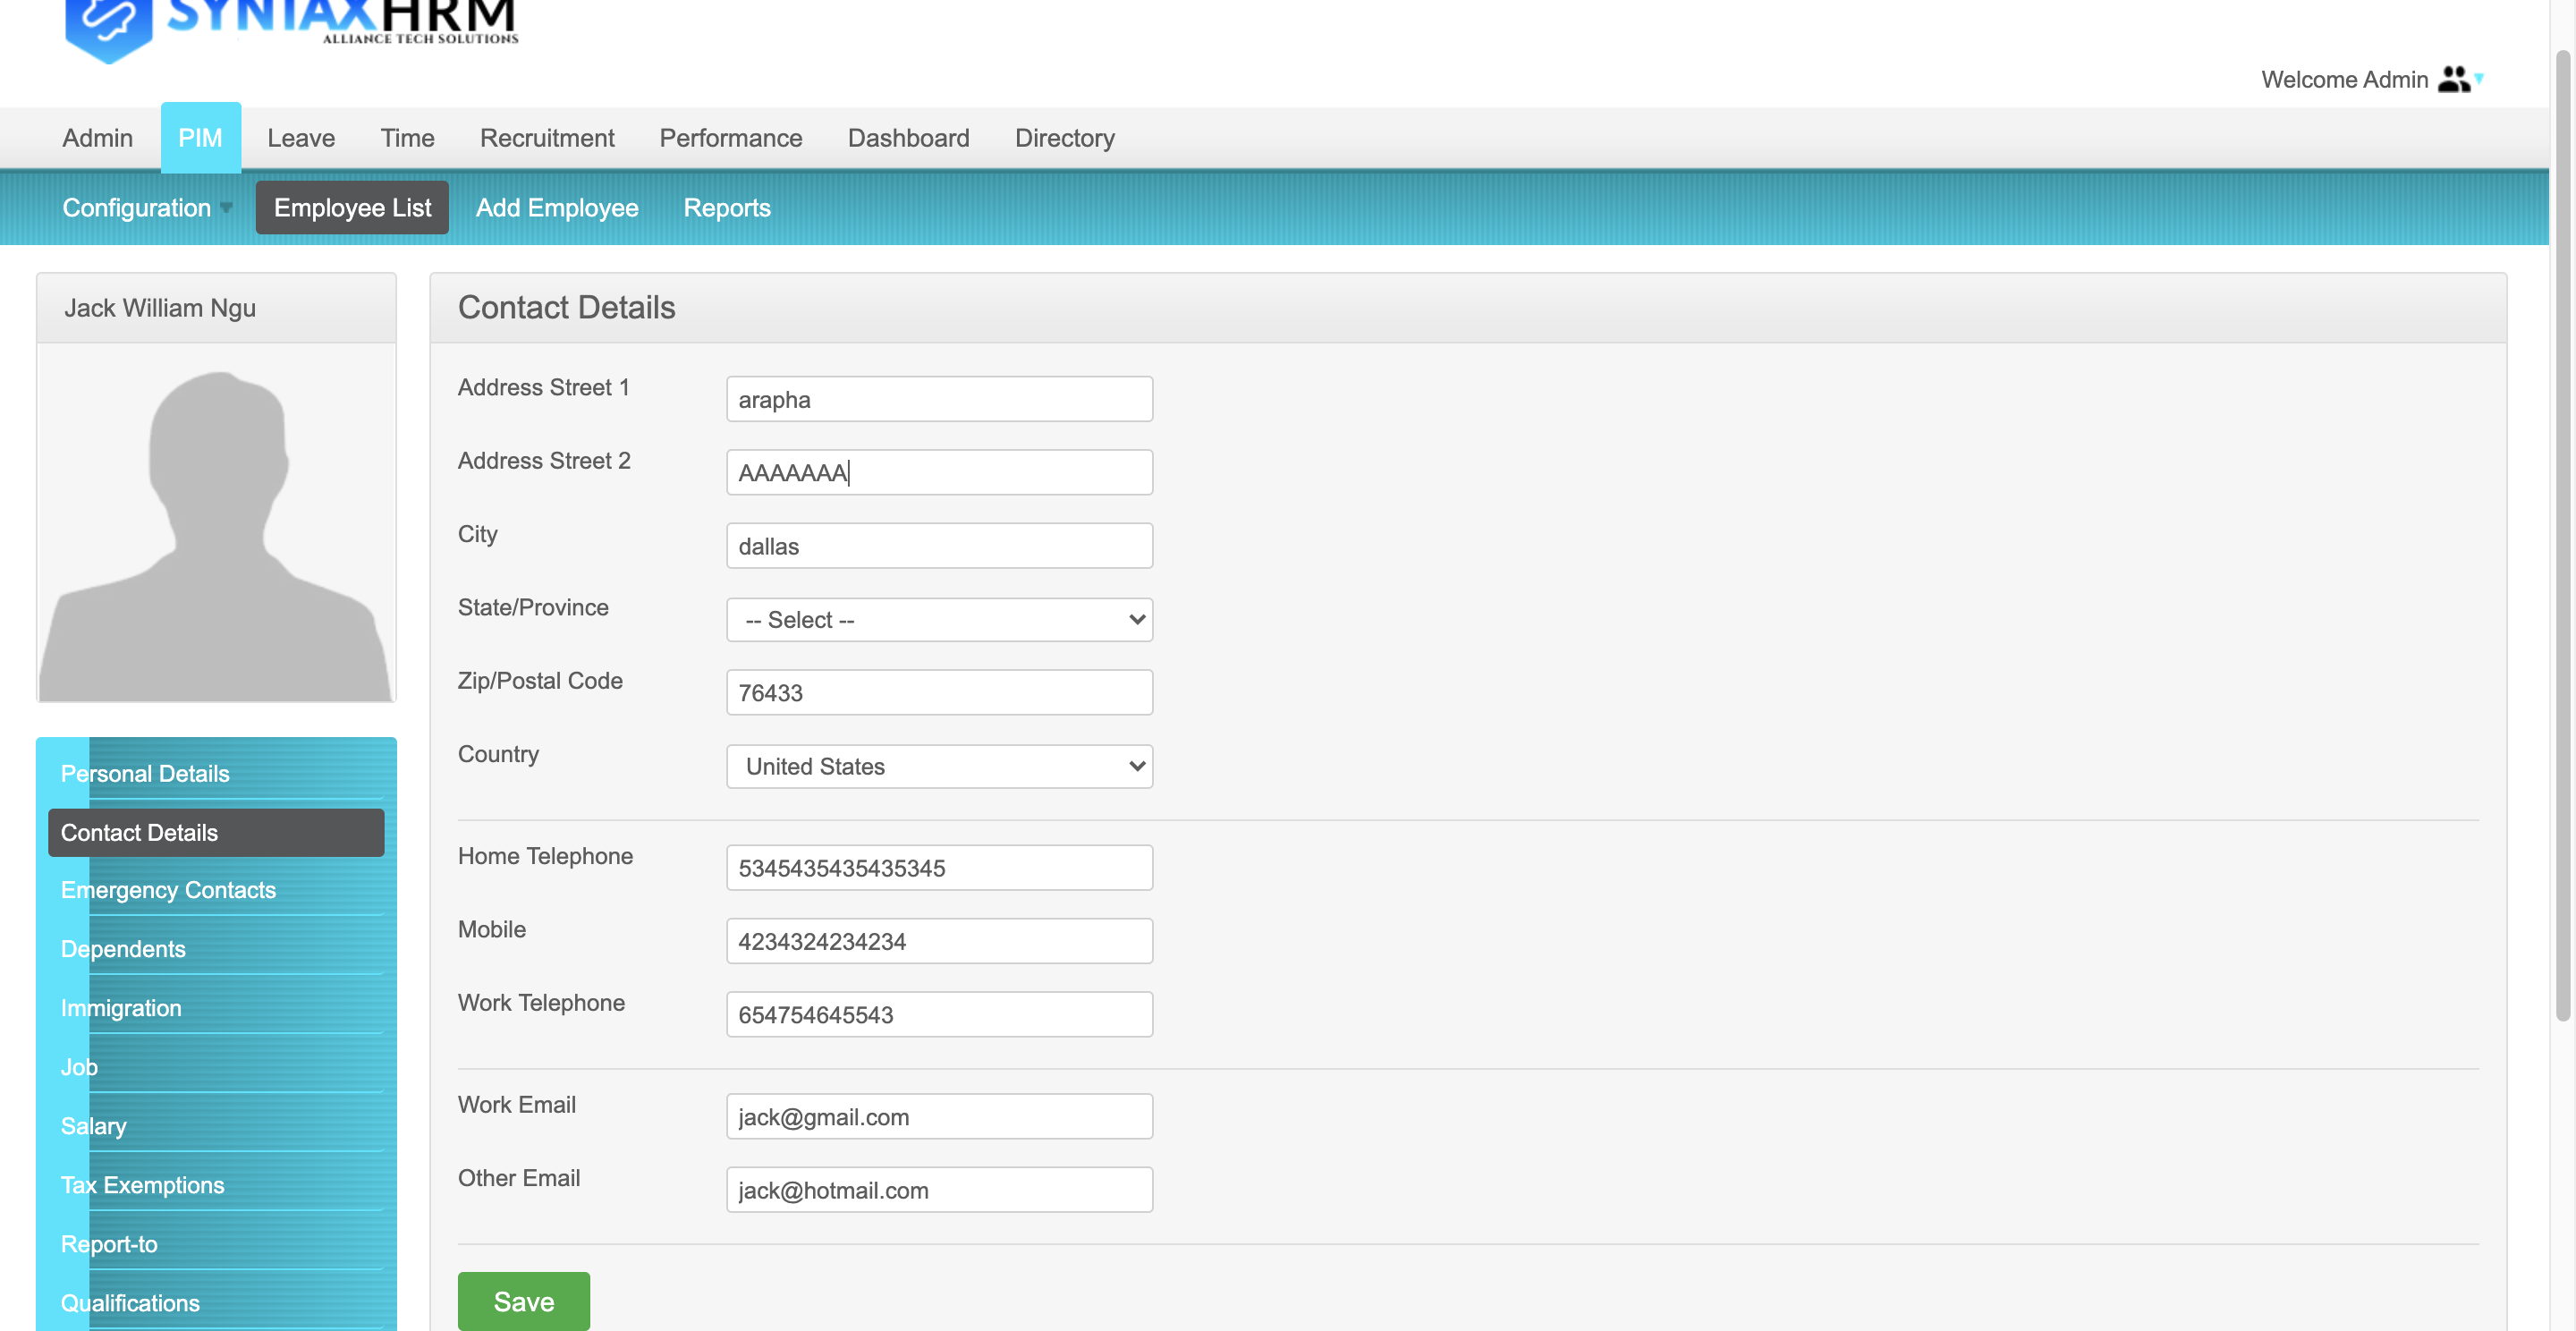 SYNTAXHRM
ALLIANCE TECH SOLUTIONS
Welcome Admin
Admin PIM Leave Time Recruitment Performance Dashboard Directory
Configuration Employee List Add Employee Reports
Jack William Ngu
Personal Details
Contact Details
Emergency Contacts
Dependents
Immigration
Job
Salary
Tax Exemptions
Report-to
Qualifications
Contact Details
Address Street 1 arapha
Address Street 2 AAAAAAA
City dallas
State/Province -- Select --
Zip/Postal Code 76433
Country United States
Home Telephone 5345435435435345
Mobile 4234324234234
Work Telephone 654754645543
Work Email jack@gmail.com
Other Email jack@hotmail.com
Save